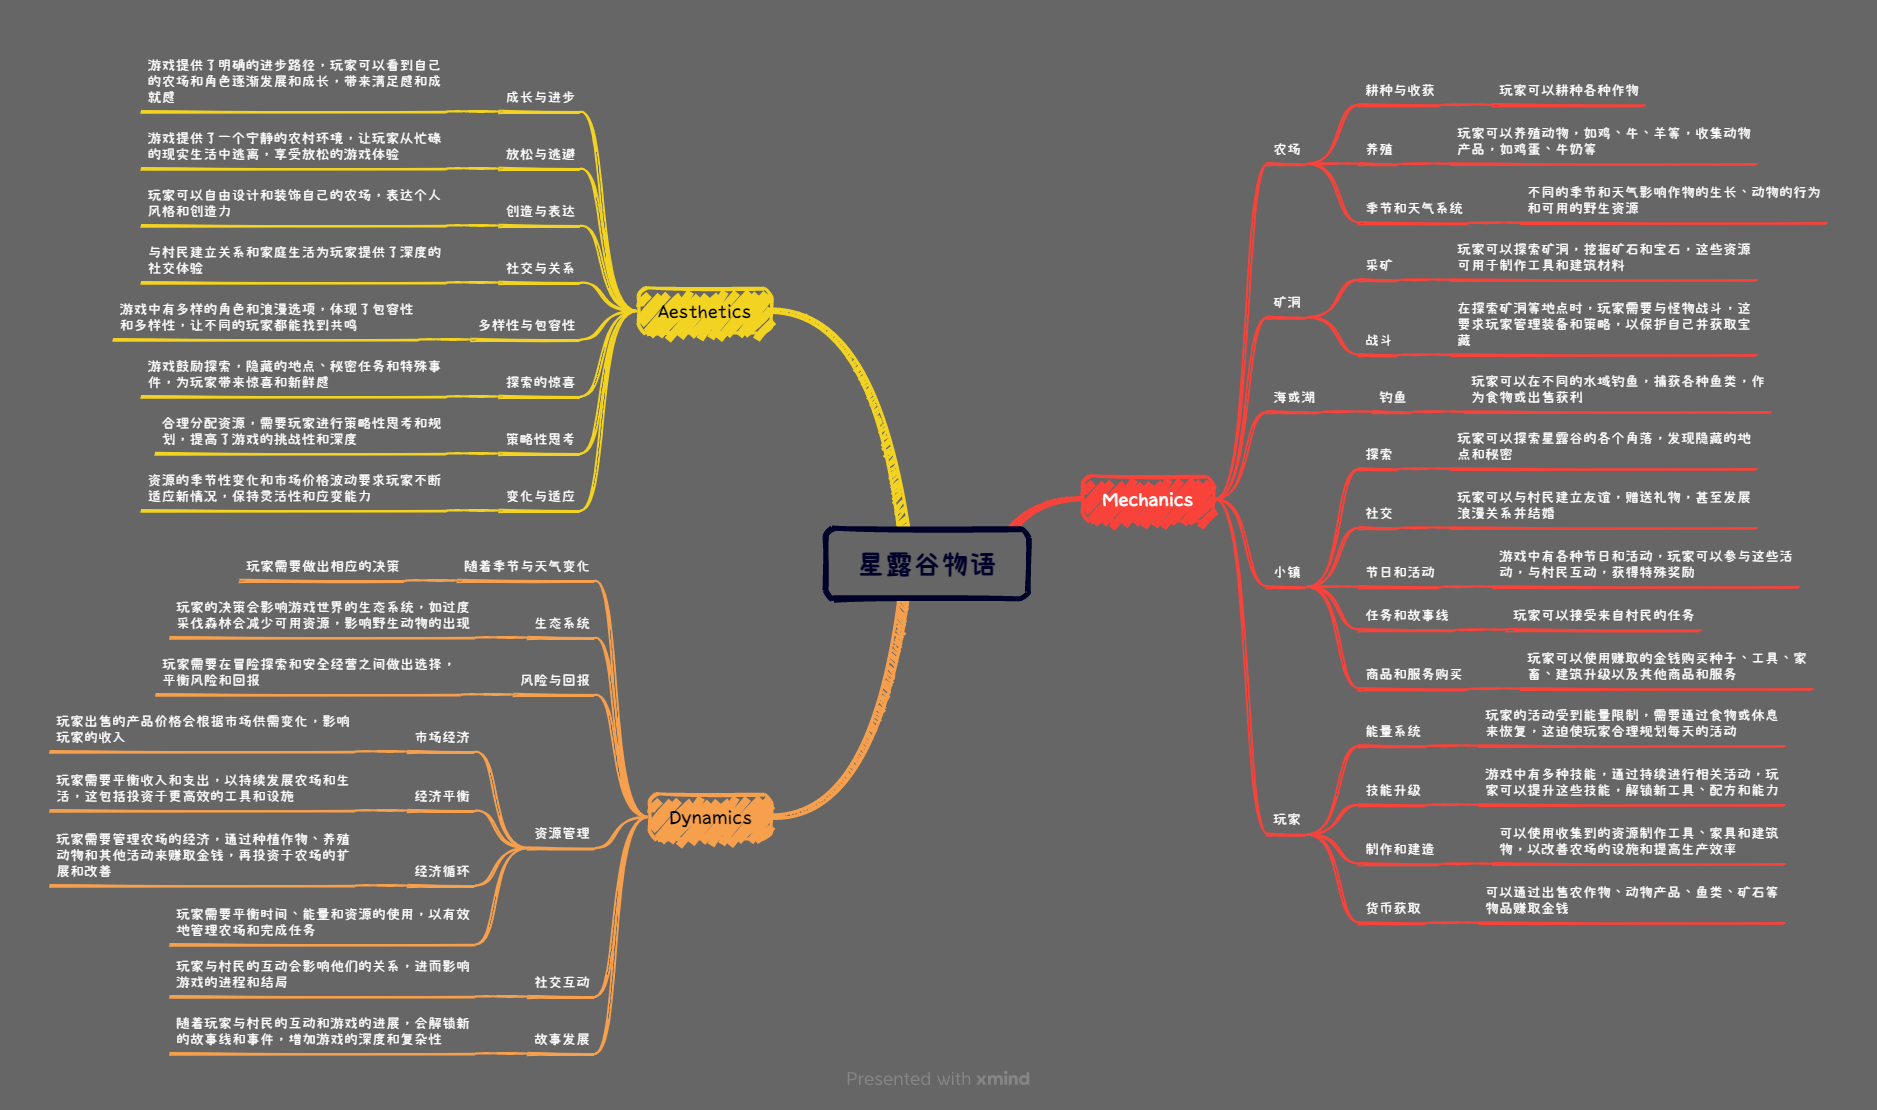 星露谷物语
Mechanics
农场
耕种与收获
玩家可以耕种各种作物
养殖
玩家可以养殖动物，如鸡、牛、羊等，收集动物
产品，如鸡蛋、牛奶等
季节和天气系统
不同的季节和天气影响作物的生长、动物的行为
和可用的野生资源
矿洞
采矿
玩家可以探索矿洞，挖掘矿石和宝石，这些资源
可用于制作工具和建筑材料
战斗
在探索矿洞等地点时，玩家需要与怪物战斗，这
要求玩家管理装备和策略，以保护自己并获取宝
藏
海或湖
钓鱼
玩家可以在不同的水域钓鱼，捕获各种鱼类，作
为食物或出售获利
小镇
探索
玩家可以探索星露谷的各个角落，发现隐藏的地
点和秘密
社交
玩家可以与村民建立友谊，赠送礼物，甚至发展
浪漫关系并结婚
节日和活动
游戏中有各种节日和活动，玩家可以参与这些活
动，与村民互动，获得特殊奖励
任务和故事线
玩家可以接受来自村民的任务
商品和服务购买
玩家可以使用赚取的金钱购买种子、工具、家
畜、建筑升级以及其他商品和服务
玩家
能量系统
玩家的活动受到能量限制，需要通过食物或休息
来恢复，这迫使玩家合理规划每天的活动
技能升级
游戏中有多种技能，通过持续进行相关活动，玩
家可以提升这些技能，解锁新工具、配方和能力
制作和建造
可以使用收集到的资源制作工具、家具和建筑
物，以改善农场的设施和提高生产效率
货币获取
可以通过出售农作物、动物产品、鱼类、矿石等
物品赚取金钱
Aesthetics
成长与进步
游戏提供了明确的进步路径，玩家可以看到自己
的农场和角色逐渐发展和成长，带来满足感和成
就感
放松与逃避
游戏提供了一个宁静的农村环境，让玩家从忙碌
的现实生活中逃离，享受放松的游戏体验
创造与表达
玩家可以自由设计和装饰自己的农场，表达个人
风格和创造力
社交与关系
与村民建立关系和家庭生活为玩家提供了深度的
社交体验
多样性与包容性
游戏中有多样的角色和浪漫选项，体现了包容性
和多样性，让不同的玩家都能找到共鸣
探索的惊喜
游戏鼓励探索，隐藏的地点、秘密任务和特殊事
件，为玩家带来惊喜和新鲜感
策略性思考
合理分配资源，需要玩家进行策略性思考和规
划，提高了游戏的挑战性和深度
变化与适应
资源的季节性变化和市场价格波动要求玩家不断
适应新情况，保持灵活性和应变能力
Dynamics
随着季节与天气变化
玩家需要做出相应的决策
生态系统
玩家的决策会影响游戏世界的生态系统，如过度
采伐森林会减少可用资源，影响野生动物的出现
风险与回报
玩家需要在冒险探索和安全经营之间做出选择，
平衡风险和回报
资源管理
市场经济
玩家出售的产品价格会根据市场供需变化，影响
玩家的收入
经济平衡
玩家需要平衡收入和支出，以持续发展农场和生
活，这包括投资于更高效的工具和设施
经济循环
玩家需要管理农场的经济，通过种植作物、养殖
动物和其他活动来赚取金钱，再投资于农场的扩
展和改善
玩家需要平衡时间、能量和资源的使用，以有效
地管理农场和完成任务
社交互动
玩家与村民的互动会影响他们的关系，进而影响
游戏的进程和结局
故事发展
随着玩家与村民的互动和游戏的进展，会解锁新
的故事线和事件，增加游戏的深度和复杂性
Presented with xmind